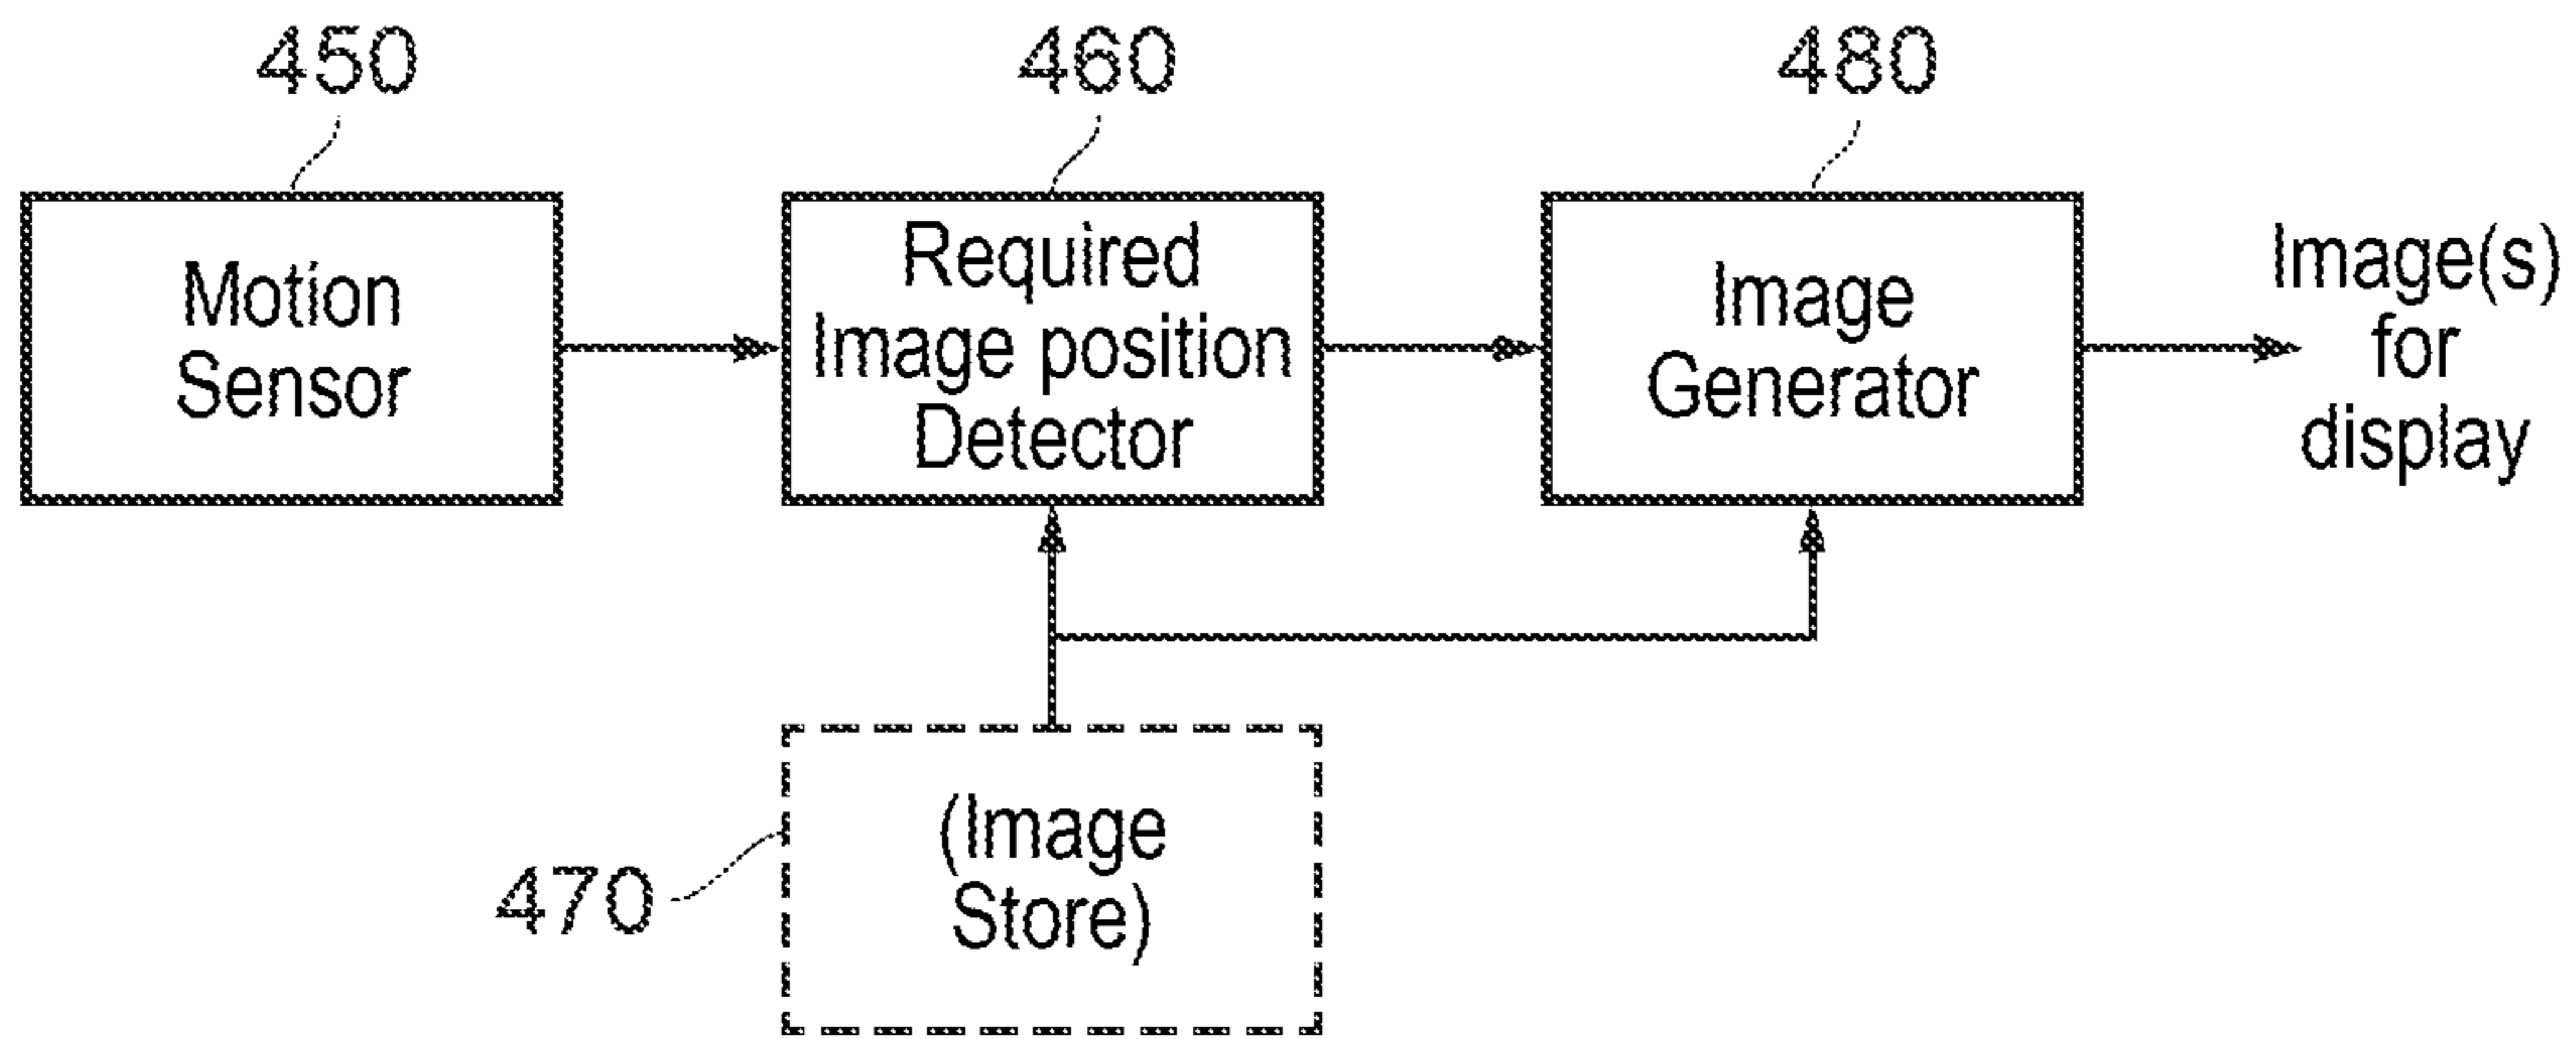 450
460
480
Motion
Sensor
Required
Image position
Detector
Image
Generator
Image(s)
for
display
470
(Image
Store)